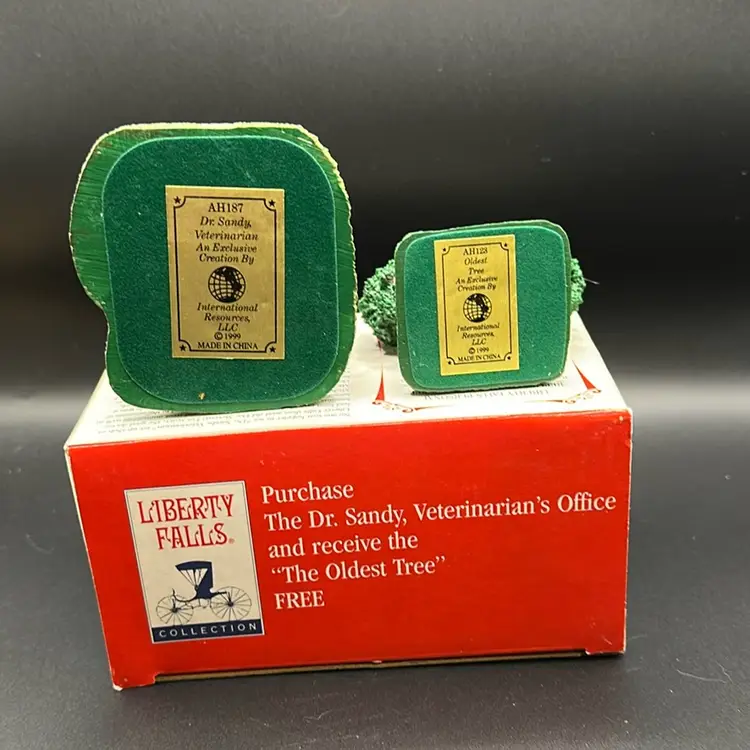 AH187
Dr. Sandy,
Veterinarian
An Exclusive
Creation By
International
Resources,
LLC
©1999
MADE IN CHINA
AH123
Oldest
Tree
An Exclusive
Creation By
International
Resources,
LLC
©1999
MADE IN CHINA
LIBERTY
FALLS®
COLLECTION
Purchase
The Dr. Sandy, Veterinarian's Office
and receive the
“The Oldest Tree”
FREE